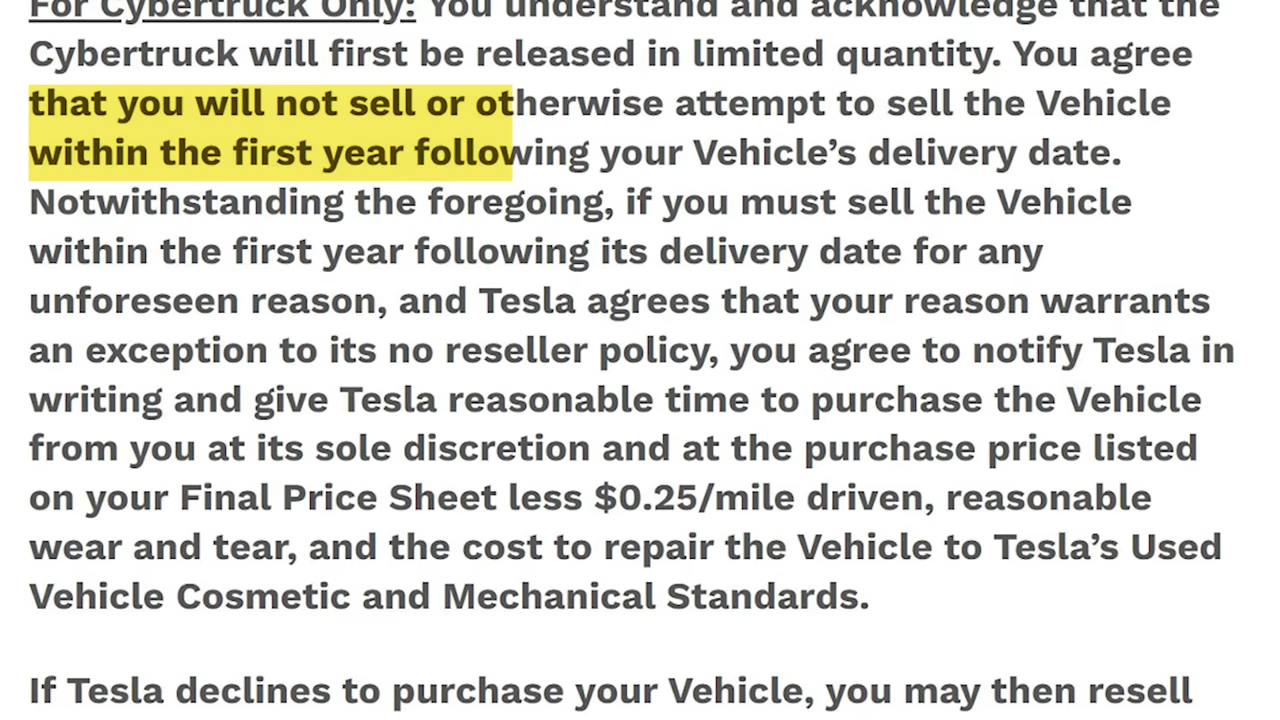 For Cybertruck Only: You understand and acknowledge that the
Cybertruck will first be released in limited quantity. You agree
that you will not sell or otherwise attempt to sell the Vehicle
within the first year following your Vehicle’s delivery date.
Notwithstanding the foregoing, if you must sell the Vehicle
within the first year following its delivery date for any
unforeseen reason, and Tesla agrees that your reason warrants
an exception to its no reseller policy, you agree to notify Tesla in
writing and give Tesla reasonable time to purchase the Vehicle
from you at its sole discretion and at the purchase price listed
on your Final Price Sheet less $0.25/mile driven, reasonable
wear and tear, and the cost to repair the Vehicle to Tesla’s Used
Vehicle Cosmetic and Mechanical Standards.
If Tesla declines to purchase your Vehicle, you may then resell